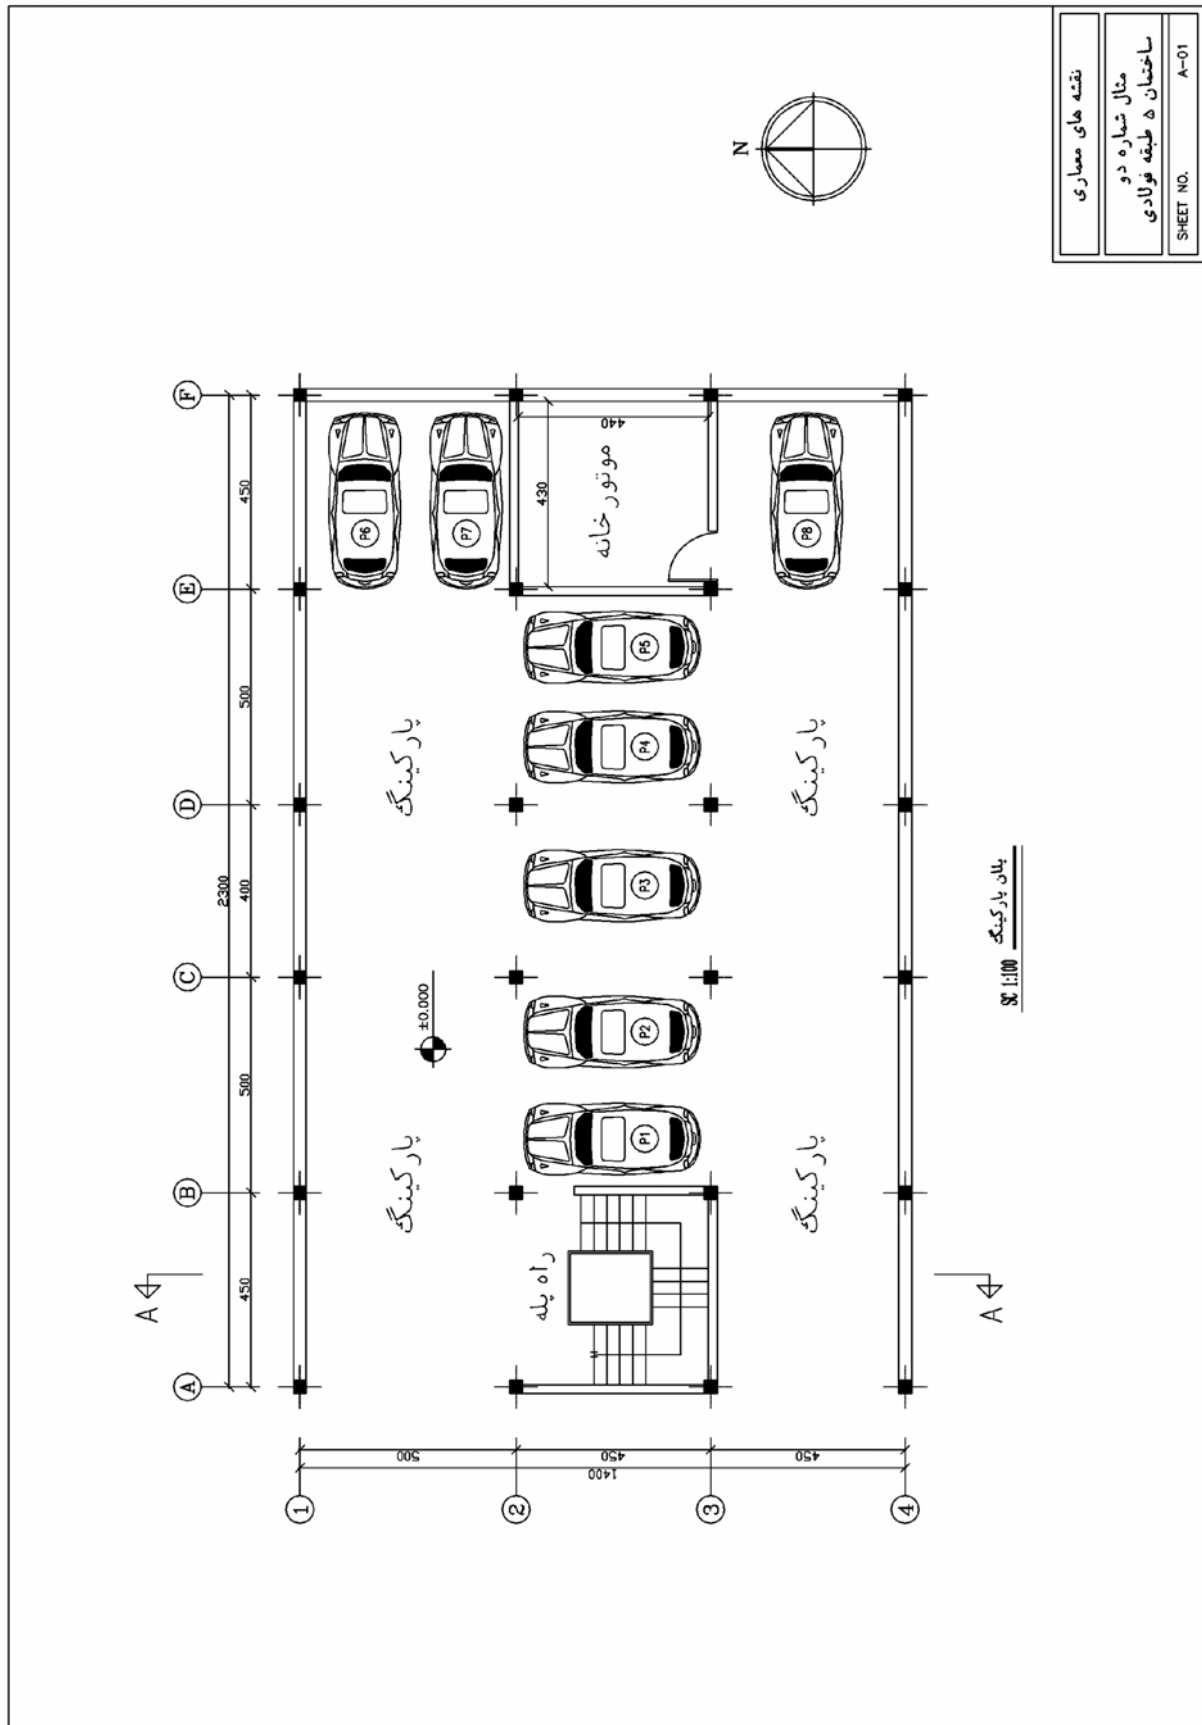 نقشه های معماری
مثال شماره دو
ساختمان ۵ طبقه فولادی
SHEET NO. A-01
N
A B C D E F
2300
450 500 400 500 450
A
A
1
2
3
4
500 450 450
1400
±0.000
پارکینگ
پارکینگ
پارکینگ
پارکینگ
راه پله
موتور خانه
430
440
P1
P2
P3
P4
P5
P6
P7
P8
پلان پارکینگ
SC 1:100